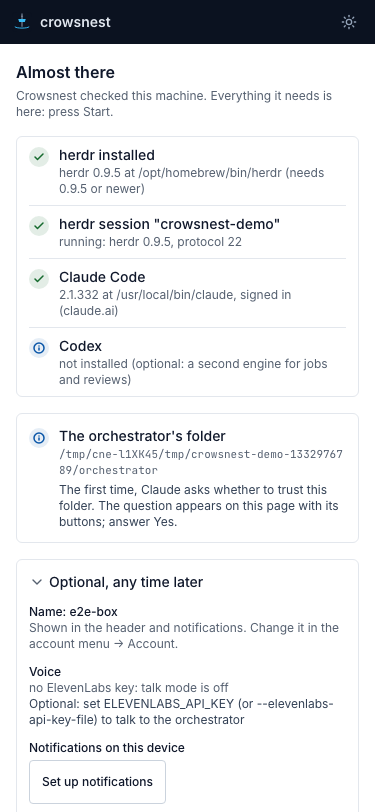 crowsnest
Almost there
Crowsnest checked this machine. Everything it needs is
here: press Start.
herdr installed
herdr 0.9.5 at /opt/homebrew/bin/herdr (needs
0.9.5 or newer)
herdr session "crowsnest-demo"
running: herdr 0.9.5, protocol 22
Claude Code
2.1.332 at /usr/local/bin/claude, signed in
(claude.ai)
Codex
not installed (optional: a second engine for jobs
and reviews)
The orchestrator's folder
/tmp/cne-l1XK45/tmp/crowsnest-demo-13329767
89/orchestrator
The first time, Claude asks whether to trust this
folder. The question appears on this page with its
buttons; answer Yes.
Optional, any time later
Name: e2e-box
Shown in the header and notifications. Change it in the
account menu → Account.
Voice
no ElevenLabs key: talk mode is off
Optional: set ELEVENLABS_API_KEY (or --elevenlabs-
api-key-file) to talk to the orchestrator
Notifications on this device
Set up notifications